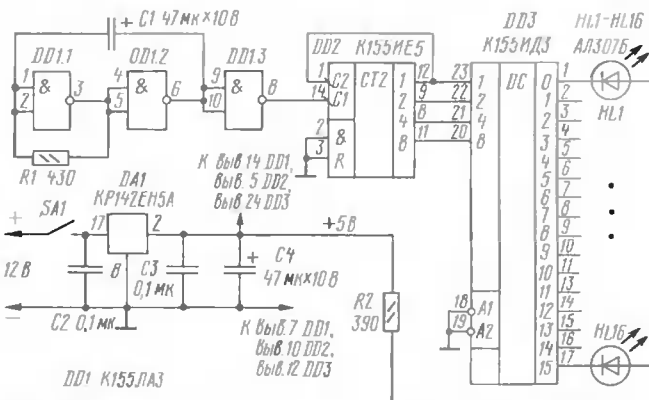 C1 47мк×10В
DD1.1
DD1.2
DD1.3
1
2
&
3
4
5
&
6
9
10
&
8
R1 430
DD2
К155ИЕ5
1
C2
14
C1
2
3
&
R
CT2
1
2
4
8
12
9
8
11
DD3
К155ИД3
23
22
21
20
1
2
4
8
DC
18
A1
19
A2
0
1
2
3
4
5
6
7
8
9
10
11
12
13
14
15
1
2
3
4
5
6
7
8
9
10
11
13
14
15
16
17
HL1-HL16
АЛ307Б
HL1
HL16
SA1
DA1
КР142ЕН5А
17
2
8
+
12В
−
C2 0,1мк
C3
0,1мк
+
C4
47мк×10В
К выв.14 DD1,
выв.5 DD2,
выв.24 DD3
+5В
К выв.7 DD1,
выв.10 DD2,
выв.12 DD3
R2
390
DD1 К155ЛА3